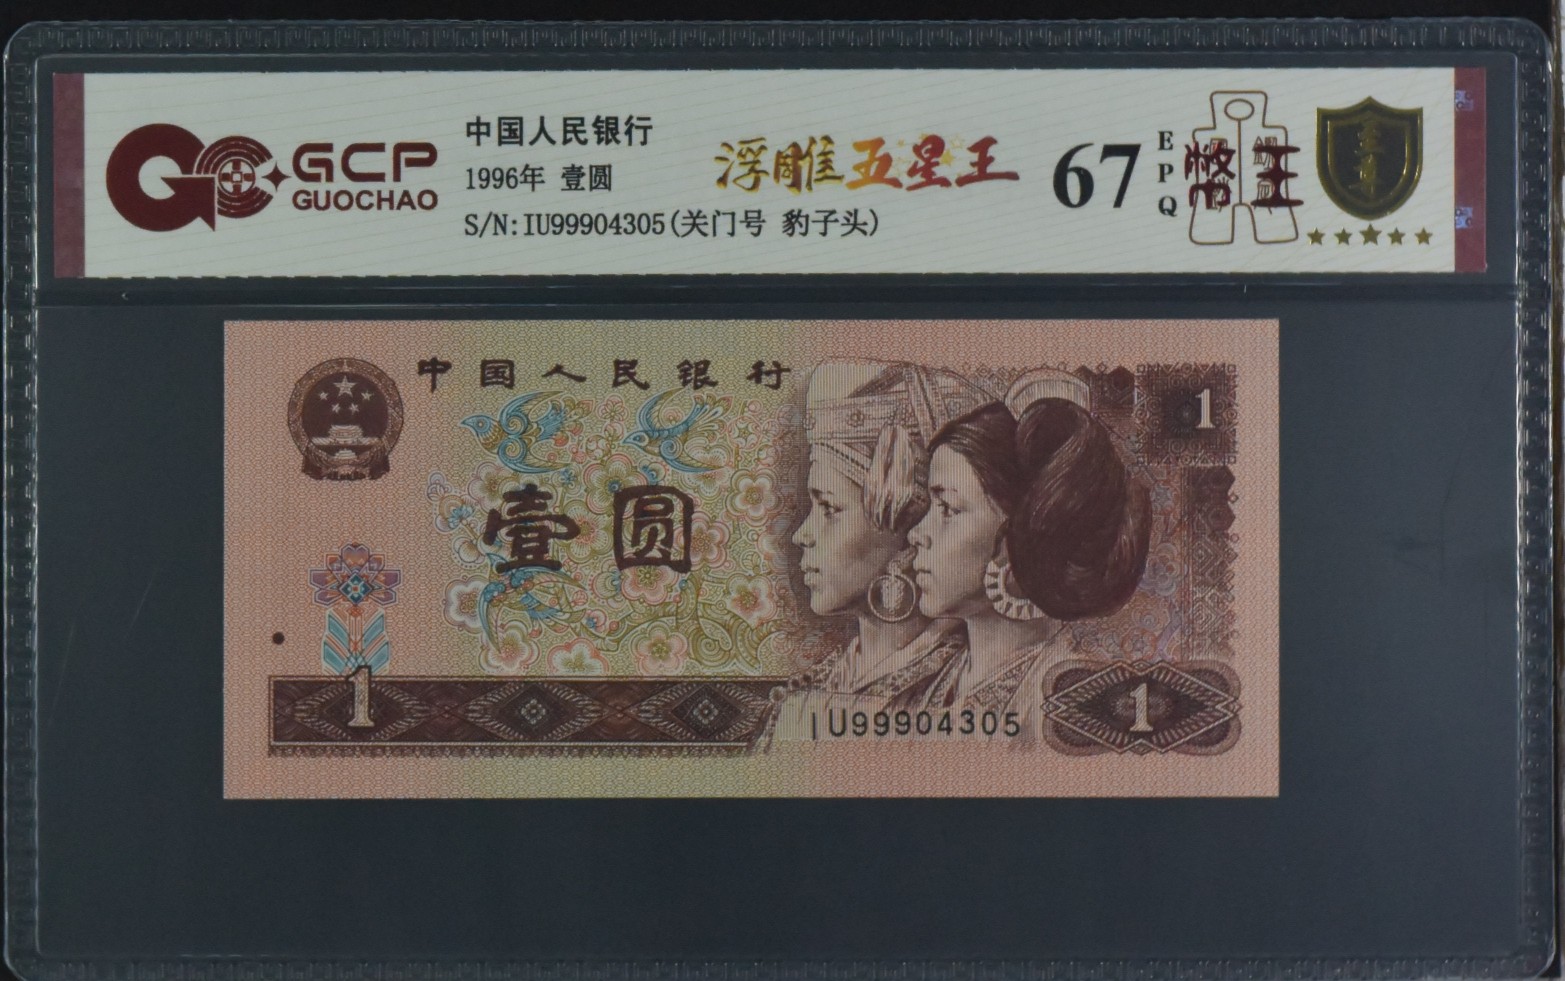 GCP
GUOCHAO
中国人民银行
1996年 壹圆
S/N:IU99904305(关门号 豹子头)
浮雕五星王
67
EPQ
至尊
中国人民银行
1
壹圆
1
IU99904305
1